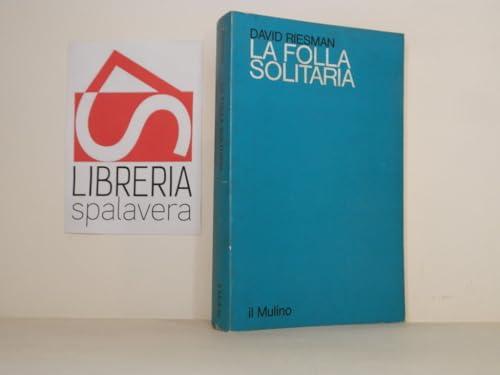 LIBRERIA
spalavera
DAVID RIESMAN
LA FOLLA
SOLITARIA
il Mulino